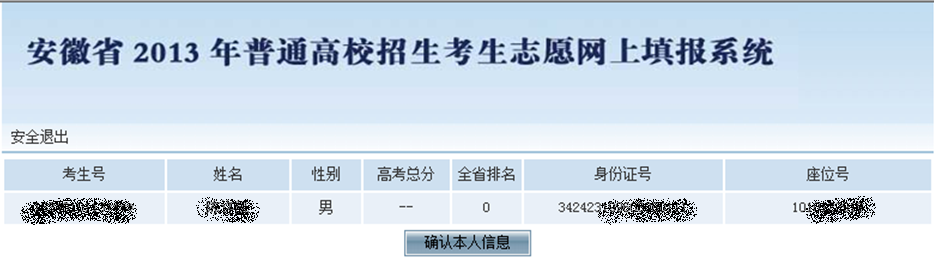 安徽省 2013 年普通高校招生考生志愿网上填报系统
安全退出
考生号 姓名 性别 高考总分 全省排名 身份证号 座位号
男 -- 0 342423 10
确认本人信息